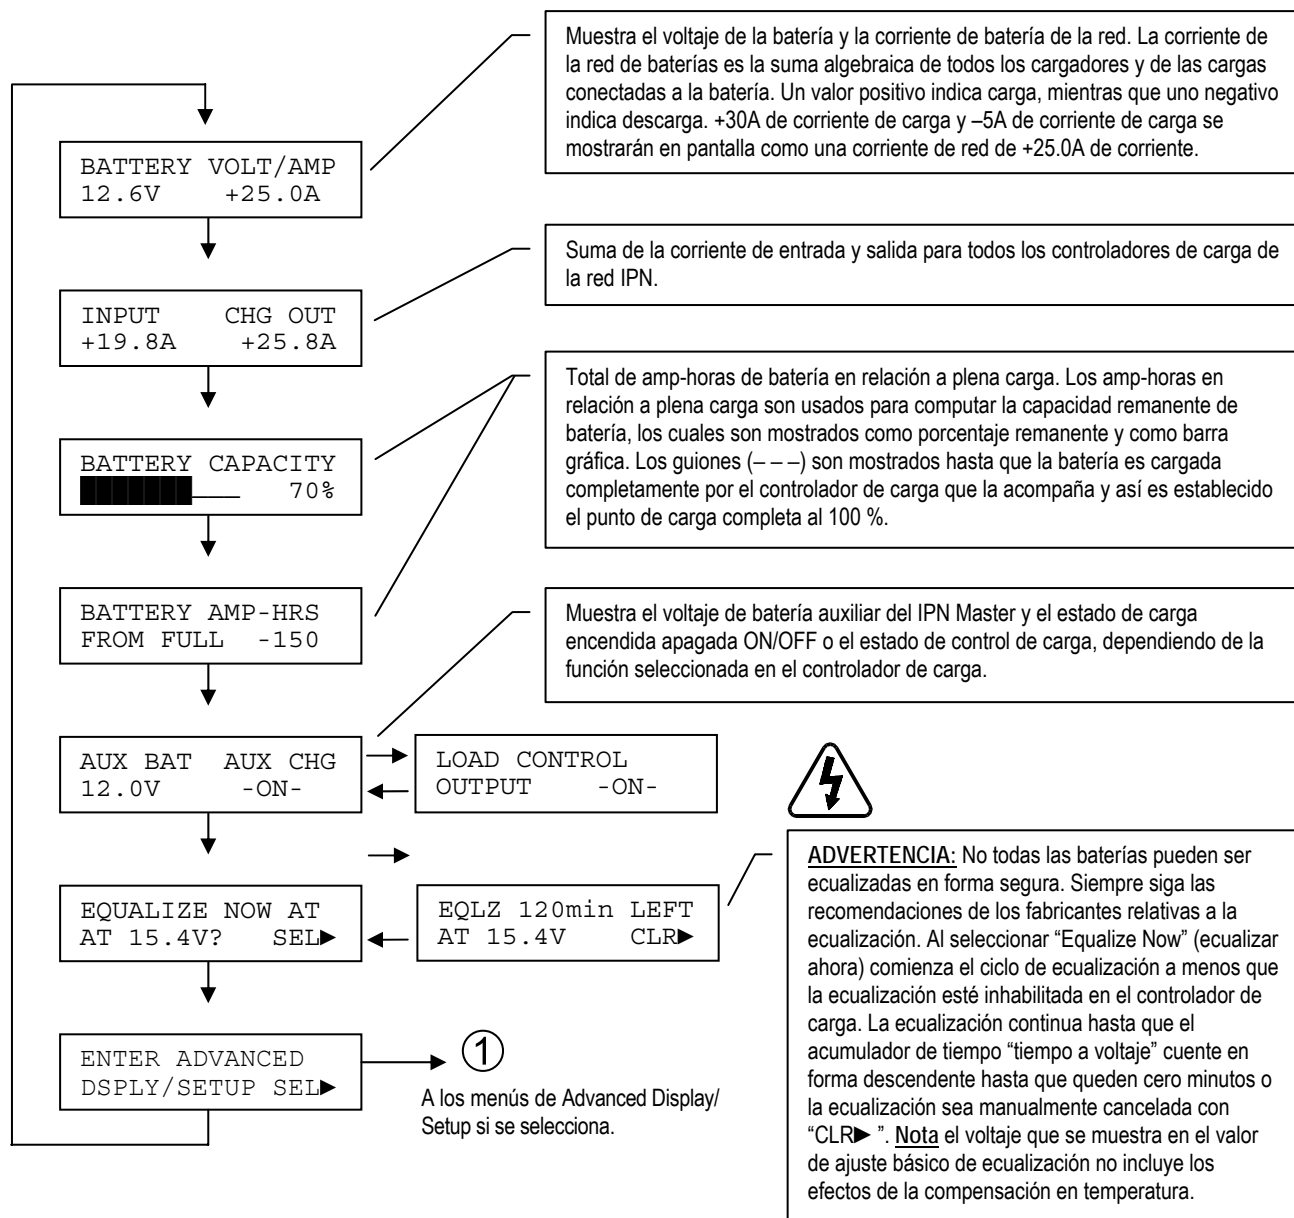 Muestra el voltaje de la batería y la corriente de batería de la red. La corriente de
la red de baterías es la suma algebraica de todos los cargadores y de las cargas
conectadas a la batería. Un valor positivo indica carga, mientras que uno negativo
indica descarga. +30A de corriente de carga y –5A de corriente de carga se
mostrarán en pantalla como una corriente de red de +25.0A de corriente.
BATTERY VOLT/AMP
12.6V +25.0A
Suma de la corriente de entrada y salida para todos los controladores de carga de
la red IPN.
INPUT CHG OUT
+19.8A +25.8A
Total de amp-horas de batería en relación a plena carga. Los amp-horas en
relación a plena carga son usados para computar la capacidad remanente de
batería, los cuales son mostrados como porcentaje remanente y como barra
gráfica. Los guiones (– – –) son mostrados hasta que la batería es cargada
completamente por el controlador de carga que la acompaña y así es establecido
el punto de carga completa al 100 %.
BATTERY CAPACITY
███████___ 70%
BATTERY AMP-HRS
FROM FULL -150
Muestra el voltaje de batería auxiliar del IPN Master y el estado de carga
encendida apagada ON/OFF o el estado de control de carga, dependiendo de la
función seleccionada en el controlador de carga.
AUX BAT AUX CHG
12.0V -ON-
LOAD CONTROL
OUTPUT -ON-
EQUALIZE NOW AT
AT 15.4V? SEL►
EQLZ 120min LEFT
AT 15.4V CLR►
ADVERTENCIA: No todas las baterías pueden ser
ecualizadas en forma segura. Siempre siga las
recomendaciones de los fabricantes relativas a la
ecualización. Al seleccionar “Equalize Now” (ecualizar
ahora) comienza el ciclo de ecualización a menos que
la ecualización esté inhabilitada en el controlador de
carga. La ecualización continua hasta que el
acumulador de tiempo “tiempo a voltaje” cuente en
forma descendente hasta que queden cero minutos o
la ecualización sea manualmente cancelada con
“CLR► ”. Nota el voltaje que se muestra en el valor
de ajuste básico de ecualización no incluye los
efectos de la compensación en temperatura.
ENTER ADVANCED
DSPLY/SETUP SEL►
①
A los menús de Advanced Display/
Setup si se selecciona.